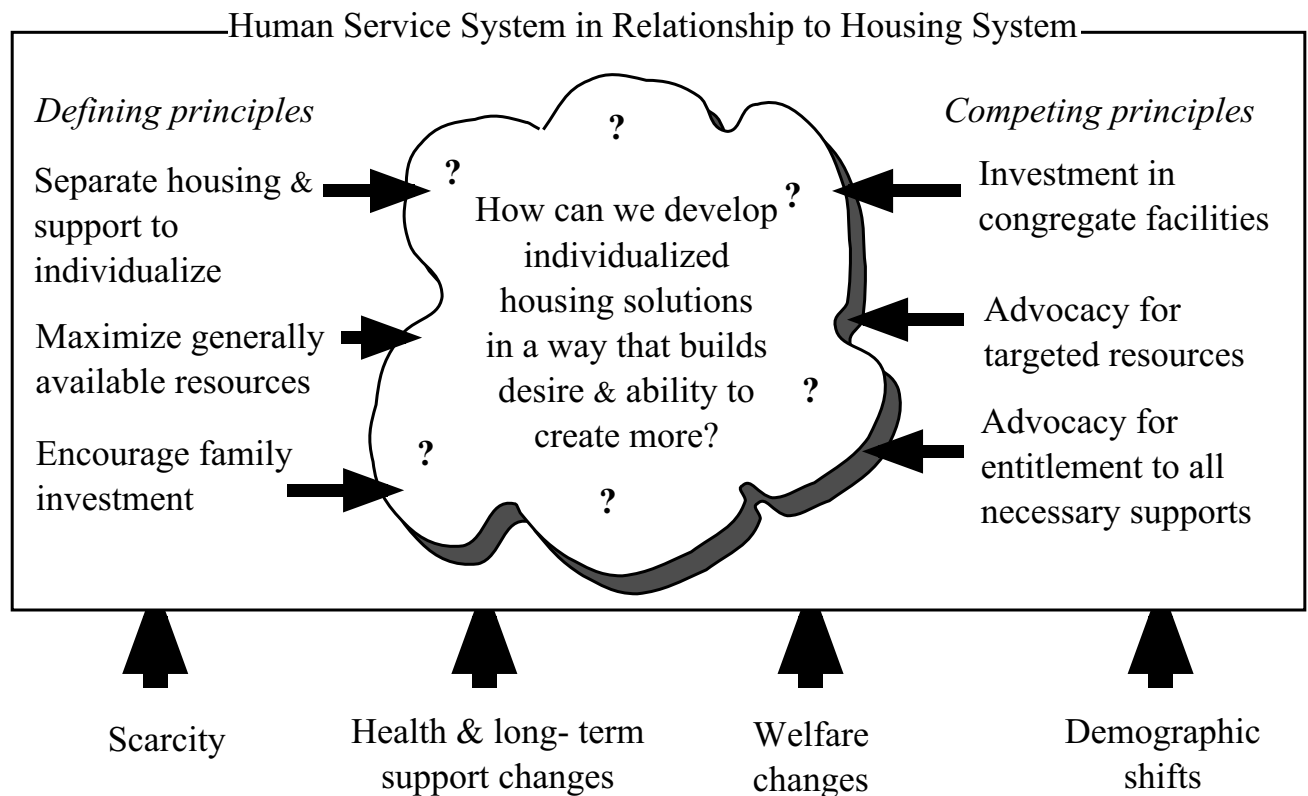 Human Service System in Relationship to Housing System
Defining principles
Separate housing &
support to
individualize
Maximize generally
available resources
Encourage family
investment
?
?
?
How can we develop
individualized
housing solutions
in a way that builds
desire & ability to
create more?
?
?
?
Competing principles
Investment in
congregate facilities
Advocacy for
targeted resources
Advocacy for
entitlement to all
necessary supports
Scarcity
Health & long- term
support changes
Welfare
changes
Demographic
shifts